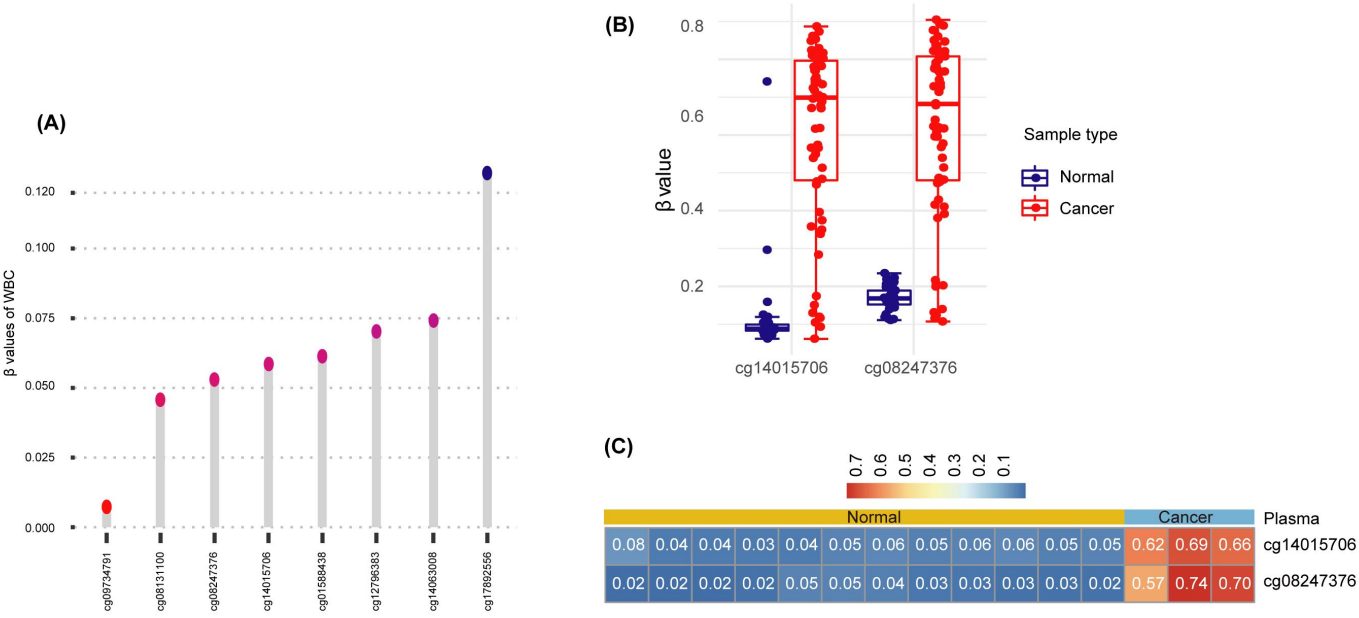 (A)
β values of WBC
0.120
0.100
0.075
0.050
0.025
0.000
cg09734791
cg08131100
cg08247376
cg14015706
cg01588438
cg12796383
cg14063008
cg17892556
(B)
β value
0.8
0.6
0.4
0.2
cg14015706 cg08247376
Sample type
Normal
Cancer
(C)
0.7 0.6 0.5 0.4 0.3 0.2 0.1
Normal Cancer Plasma
0.08 0.04 0.04 0.03 0.04 0.05 0.06 0.05 0.06 0.06 0.05 0.05 0.62 0.69 0.66 cg14015706
0.02 0.02 0.02 0.02 0.05 0.05 0.04 0.03 0.03 0.03 0.03 0.02 0.57 0.74 0.70 cg08247376